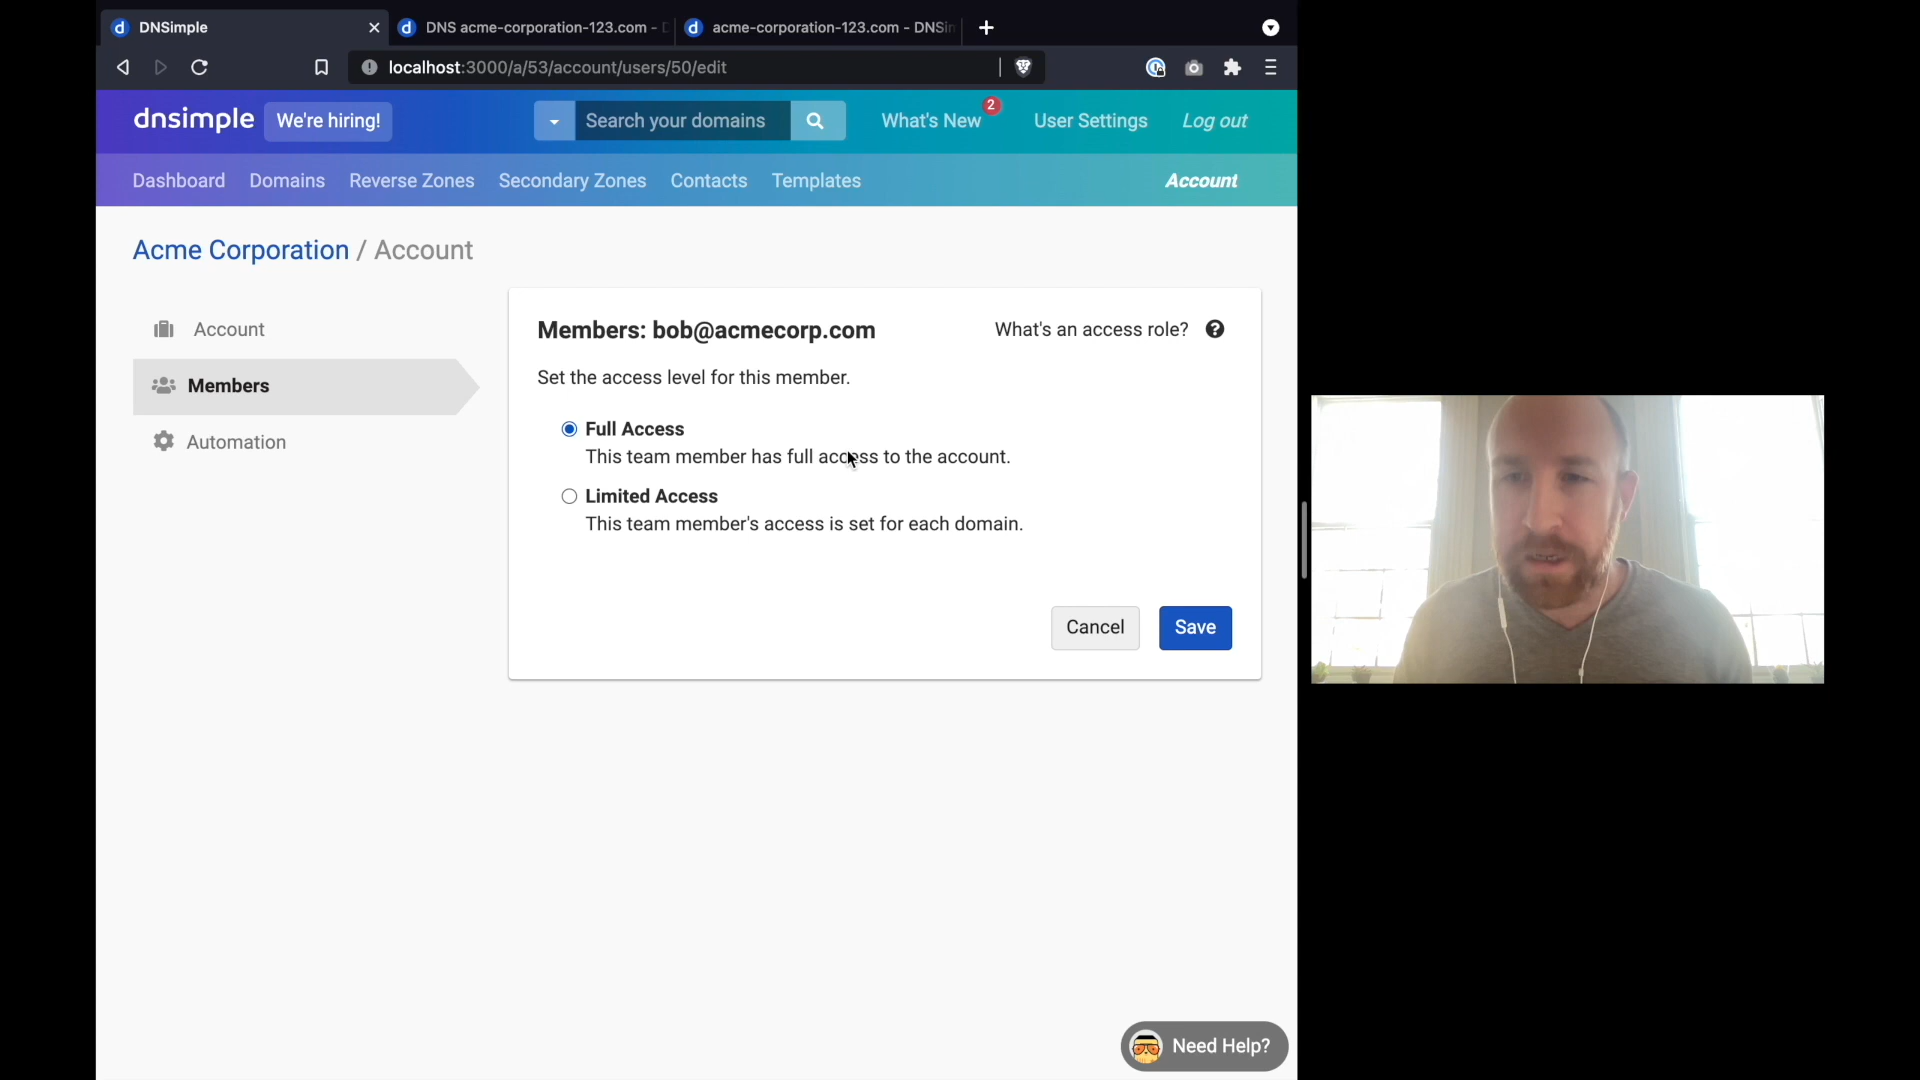 DNSimple
DNS acme-corporation-123.com -
acme-corporation-123.com - DNSim
localhost:3000/a/53/account/users/50/edit
dnsimple
We're hiring!
Search your domains
What's New
2
User Settings
Log out
Dashboard
Domains
Reverse Zones
Secondary Zones
Contacts
Templates
Account
Acme Corporation / Account
Account
Members
Automation
Members: bob@acmecorp.com
What's an access role?
Set the access level for this member.
Full Access
This team member has full access to the account.
Limited Access
This team member's access is set for each domain.
Cancel
Save
Need Help?